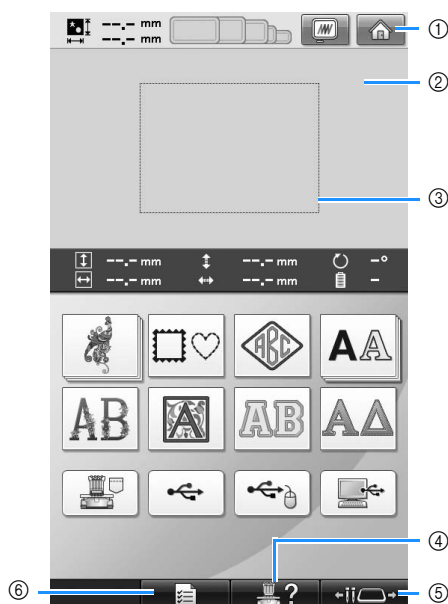 --.- mm
--.- mm
①
②
③
--.- mm --.- mm --°
--.- mm --.- mm -
ABC AA
AB A AB AΔ
④
⑥ ? ⑤